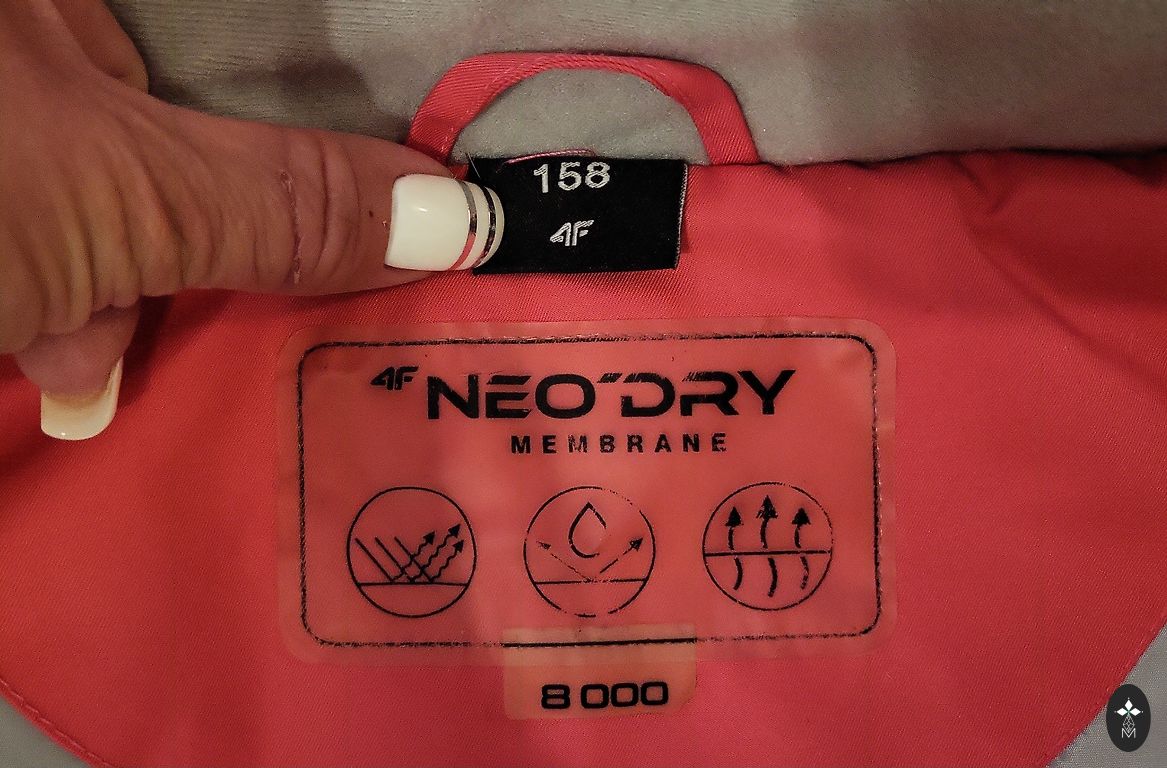 158
4F
4F NEO'DRY
MEMBRANE
8 000
M